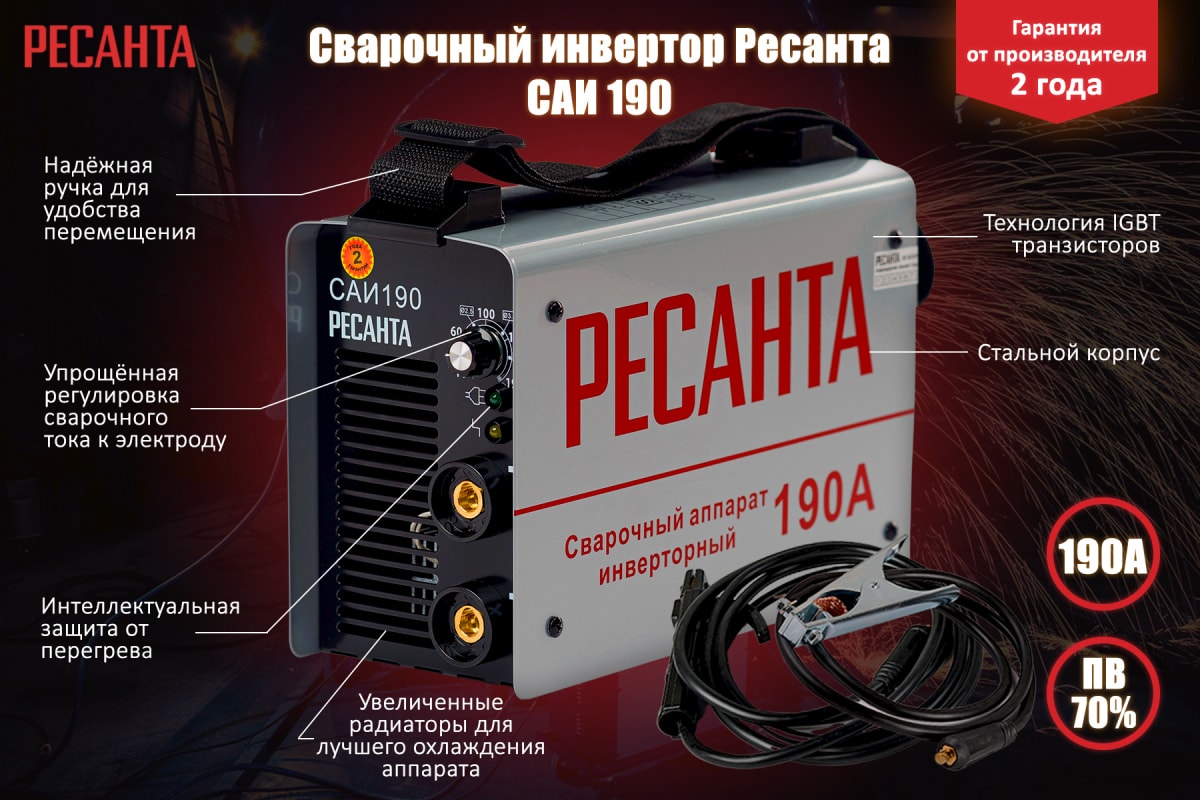 РЕСАНТА
Сварочный инвертор Ресанта
САИ 190
Гарантия
от производителя
2 года
Надёжная
ручка для
удобства
перемещения
Технология IGBT
транзисторов
Стальной корпус
Упрощённая
регулировка
сварочного
тока к электроду
Интеллектуальная
защита от
перегрева
Увеличенные
радиаторы для
лучшего охлаждения
аппарата
2
САИ190
РЕСАНТА
60
100
РЕСАНТА
РЕСАНТА
Сварочный аппарат
инверторный
190А
190А
ПВ
70%